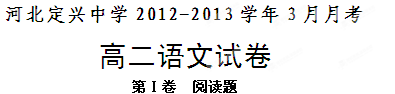 河北定兴中学 2012-2013 学年 3 月月考
高二语文试卷
第 I 卷  阅读题